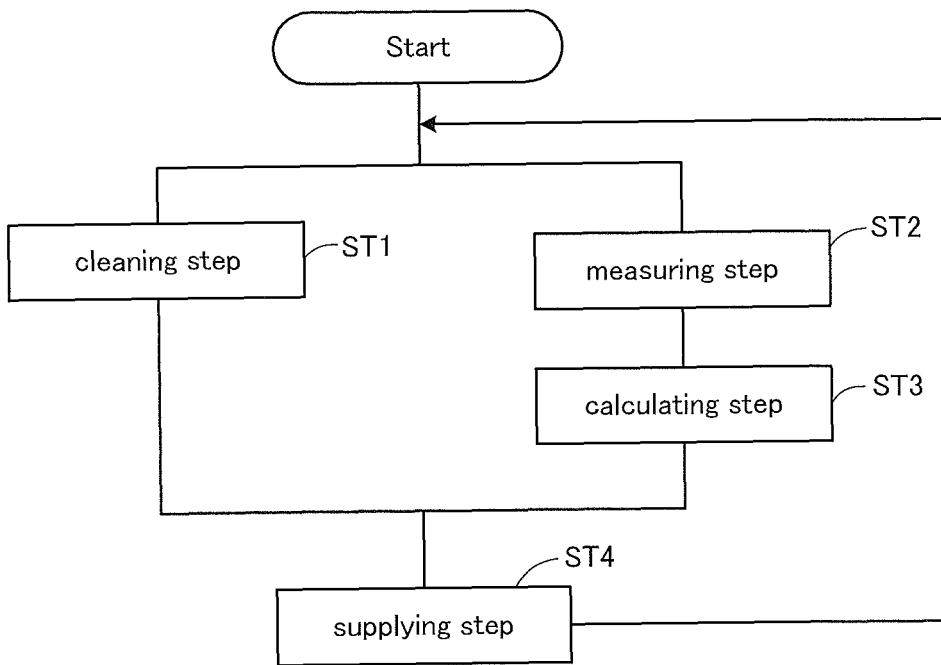 Start
cleaning step
ST1
measuring step
ST2
calculating step
ST3
supplying step
ST4